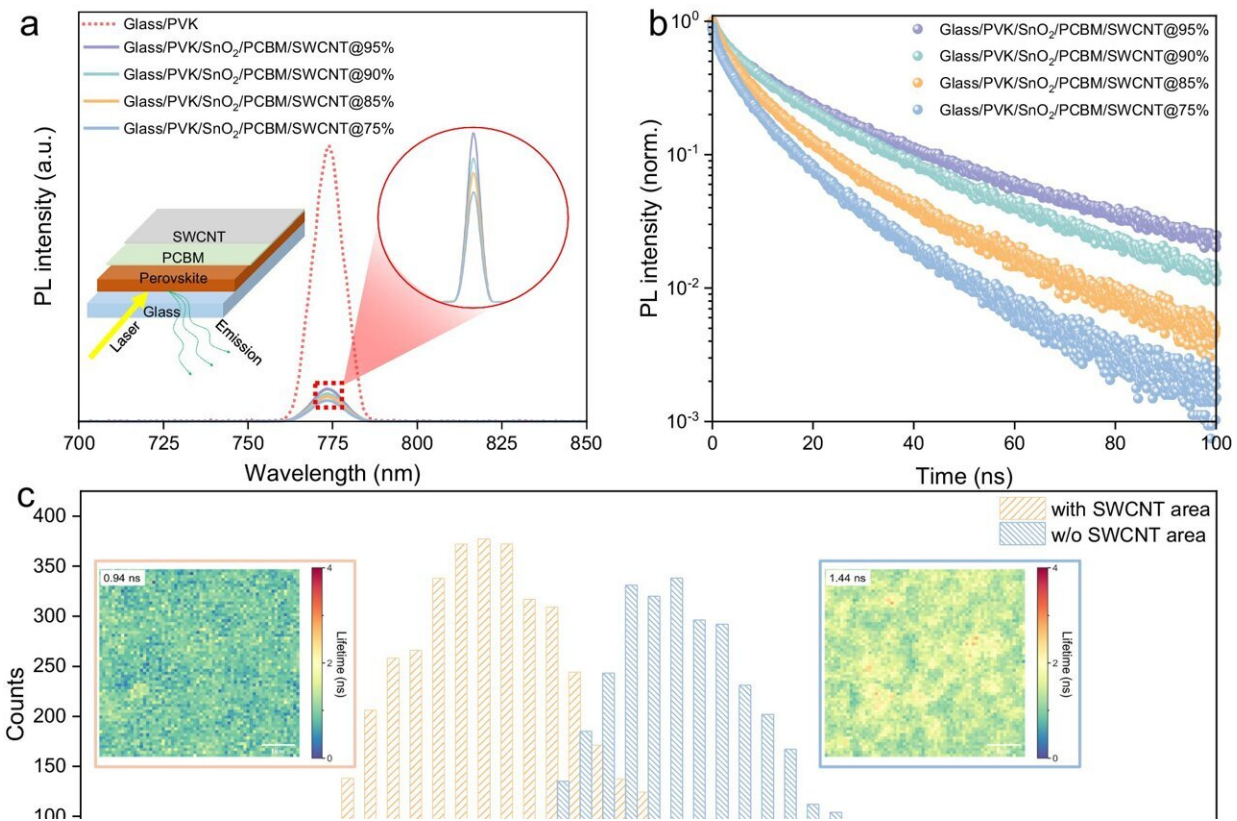 a
Glass/PVK
Glass/PVK/SnO₂/PCBM/SWCNT@95%
Glass/PVK/SnO₂/PCBM/SWCNT@90%
Glass/PVK/SnO₂/PCBM/SWCNT@85%
Glass/PVK/SnO₂/PCBM/SWCNT@75%
PL intensity (a.u.)
SWCNT
PCBM
Perovskite
Glass
Laser
Emission
700 725 750 775 800 825 850
Wavelength (nm)
b
Glass/PVK/SnO₂/PCBM/SWCNT@95%
Glass/PVK/SnO₂/PCBM/SWCNT@90%
Glass/PVK/SnO₂/PCBM/SWCNT@85%
Glass/PVK/SnO₂/PCBM/SWCNT@75%
PL intensity (norm.)
10⁰
10⁻¹
10⁻²
10⁻³
0 20 40 60 80 100
Time (ns)
c
with SWCNT area
w/o SWCNT area
Counts
400
350
300
250
200
150
100
0.94 ns
4
2
0
Lifetime (ns)
1.44 ns
4
2
0
Lifetime (ns)